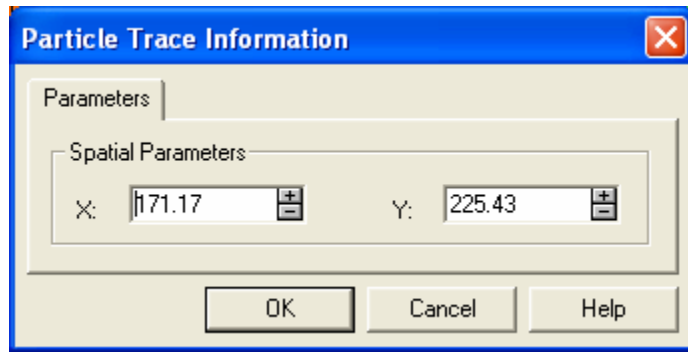 Particle Trace Information
Parameters
Spatial Parameters
X: 171.17 Y: 225.43
OK Cancel Help